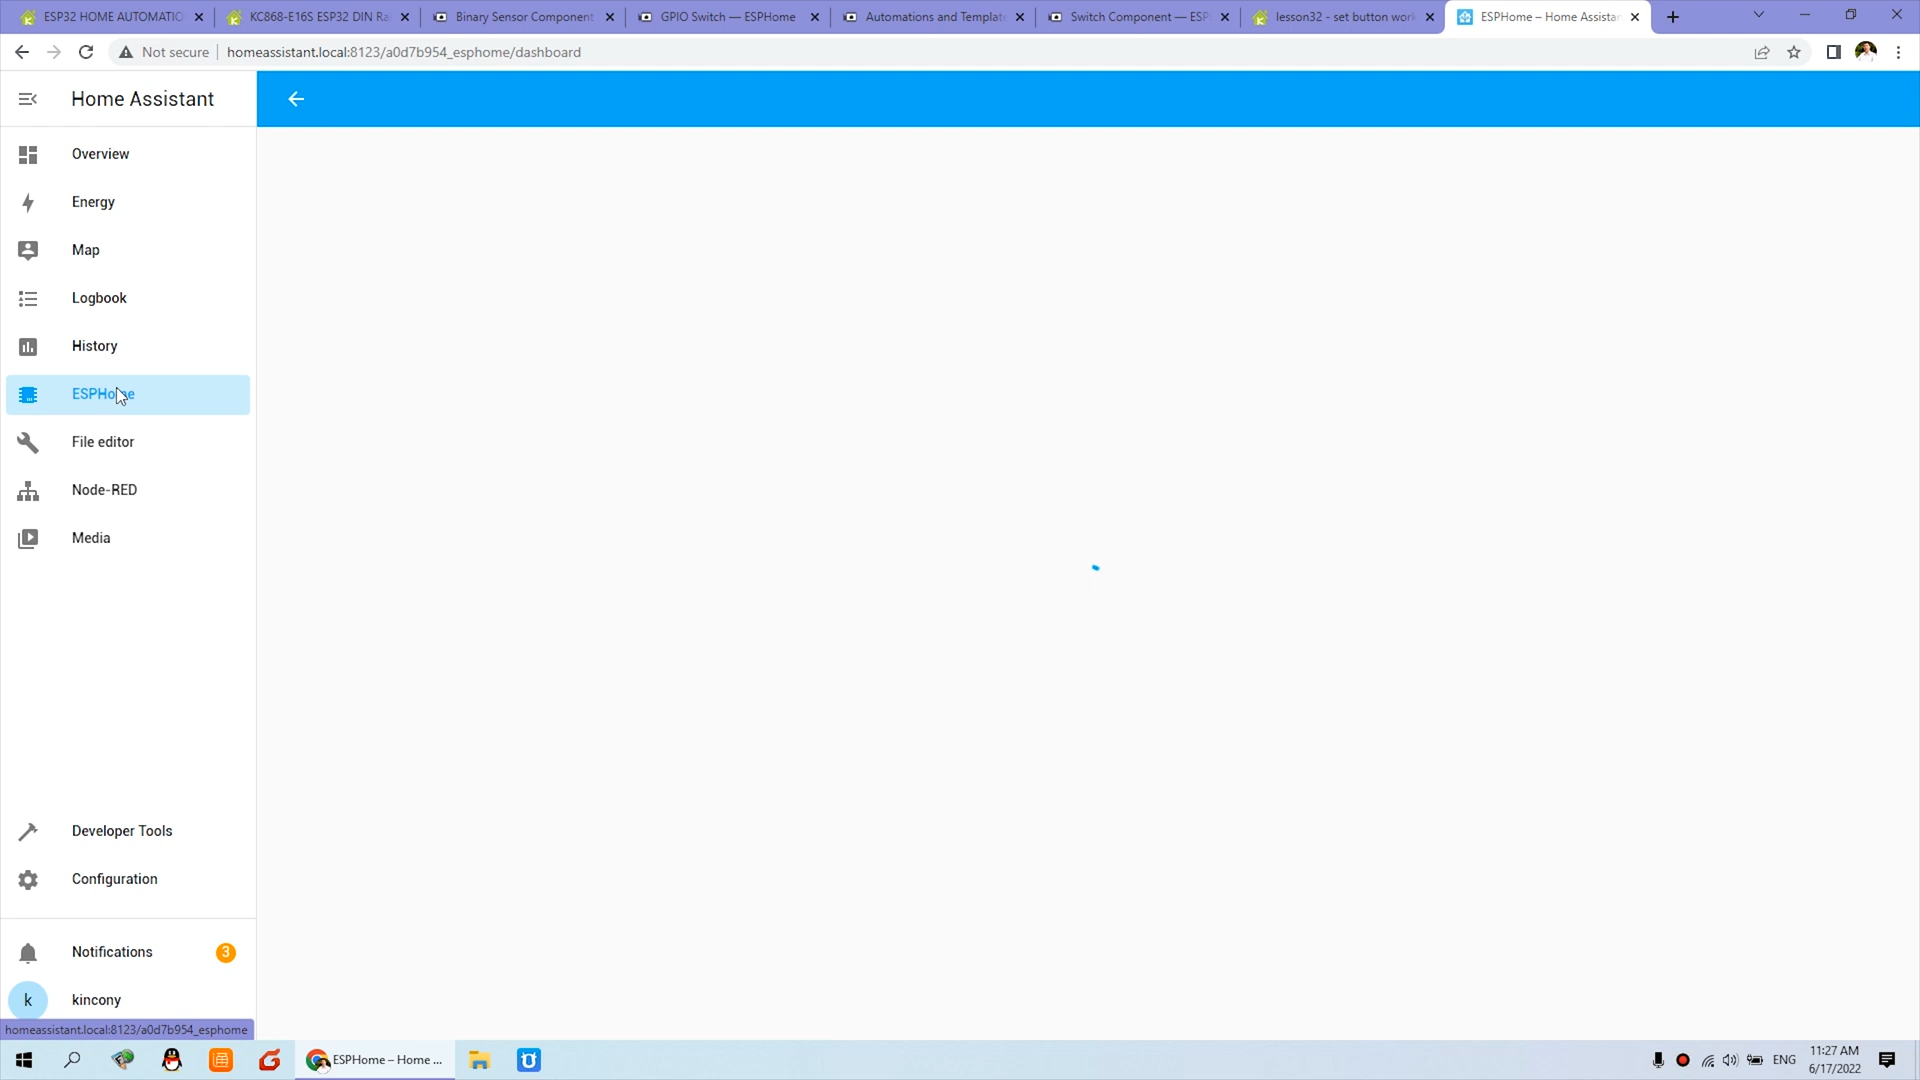 ESP32 HOME AUTOMATIO
KC868-E16S ESP32 DIN Ra
Binary Sensor Component
GPIO Switch — ESPHome
Automations and Templat
Switch Component — ESP
lesson32 - set button wor
ESPHome – Home Assistan
Not secure
homeassistant.local:8123/a0d7b954_esphome/dashboard
Home Assistant
Overview
Energy
Map
Logbook
History
ESPHome
File editor
Node-RED
Media
Developer Tools
Configuration
Notifications
3
k
kincony
homeassistant.local:8123/a0d7b954_esphome
ESPHome – Home ...
ENG
11:27 AM
6/17/2022